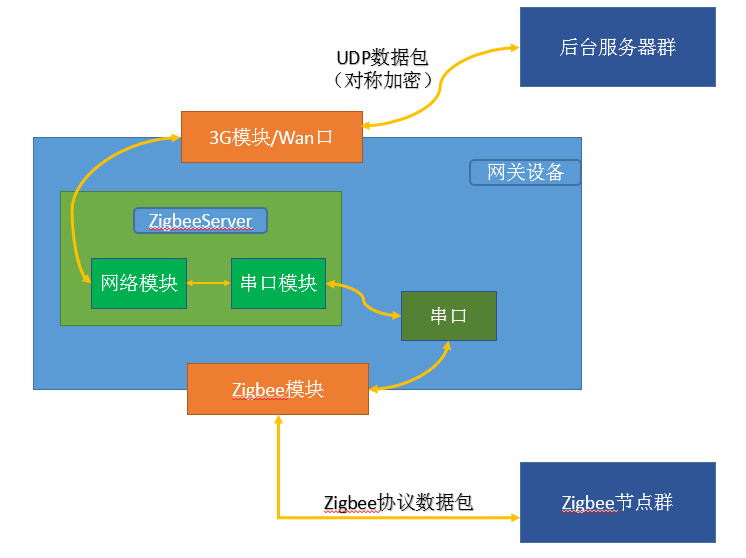 后台服务器群
UDP数据包
（对称加密）
3G模块/Wan口
网关设备
ZigbeeServer
网络模块
串口模块
串口
Zigbee模块
Zigbee协议数据包
Zigbee节点群